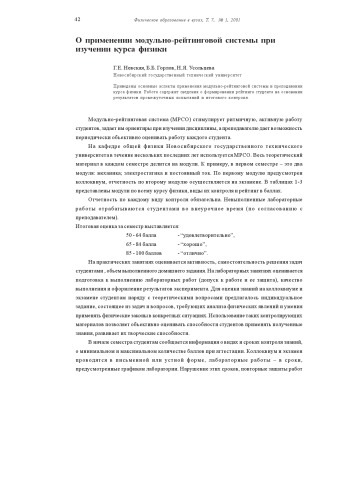 42
Физическое образование в вузах, Т. 7, № 1, 2001
О применении модульно-рейтинговой системы при
изучении курса физики
Г.Е. Невская, Б.Б. Горлов, Н.Я. Усольцева
Новосибирский государственный технический университет
Приведены основные аспекты применения модульно-рейтинговой системы в преподавании
курса физики. Работа содержит сведения о формировании рейтинга студента на основании
результатов промежуточных испытаний и итогового контроля.
Модульно-рейтинговая система (МРСО) стимулирует ритмичную, активную работу
студентов, задает им ориентиры при изучении дисциплины, а преподавателю дает возможность
периодически объективно оценивать работу каждого студента.
На кафедре общей физики Новосибирского государственного технического
университета в течение нескольких последних лет используется МРСО. Весь теоретический
материал в каждом семестре делится на модули. К примеру, в первом семестре – это два
модуля: механика; электростатика и постоянный ток. По первому модулю предусмотрен
коллоквиум, отчетность по второму модулю осуществляется на экзамене. В таблицах 1-3
представлены модули по всему курсу физики, виды их контроля и рейтинг в баллах.
Отчетность по каждому виду контроля обязательна. Невыполненные лабораторные
работы отрабатываются студентами во внеурочное время (по согласованию с
преподавателем).
Итоговая оценка за семестр выставляется:
50 - 64 балла - “удовлетворительно”,
65 - 84 балла - “хорошо”,
85 - 100 баллов - “отлично”.
На практических занятиях оценивается активность, самостоятельность решения задач
студентами , объем выполненного домашнего задания. На лабораторных занятиях оценивается
подготовка к выполнению лабораторных работ (допуск к работе и ее защита), качество
выполнения и оформление результатов эксперимента. Для оценки знаний на коллоквиуме и
экзамене студентам наряду с теоретическими вопросами предлагалось индивидуальное
задание, состоящее из задач и вопросов, требующих анализа физических явлений и умения
применять физические законы в конкретных ситуациях. Использование таких контролирующих
материалов позволяет объективно оценивать способности студентов применять полученные
знания, развивает их творческие способности.
В начале семестра студентам сообщается информация о видах и сроках контроля знаний,
о минимальном и максимальном количестве баллов при аттестации. Коллоквиум и экзамен
проводятся в письменной или устной форме, лабораторные работы – в сроки,
предусмотренные графиком лаборатории. Нарушение этих сроков, повторные защиты работ